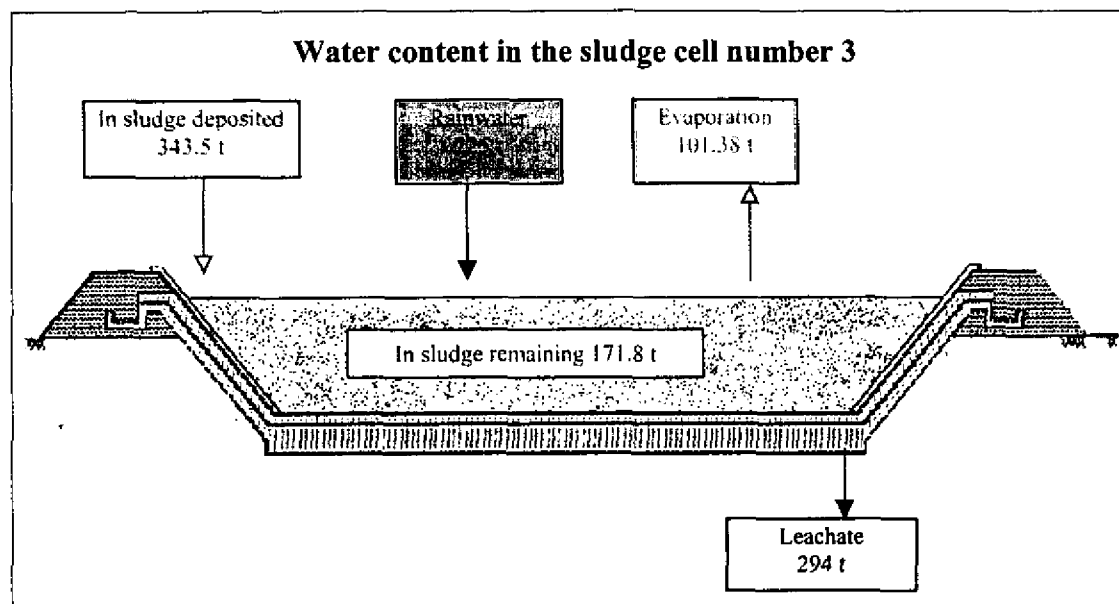 Water content in the sludge cell number 3
In sludge deposited
343.5 t
Rainwater
Evaporation
101.38 t
In sludge remaining 171.8 t
Leachate
294 t